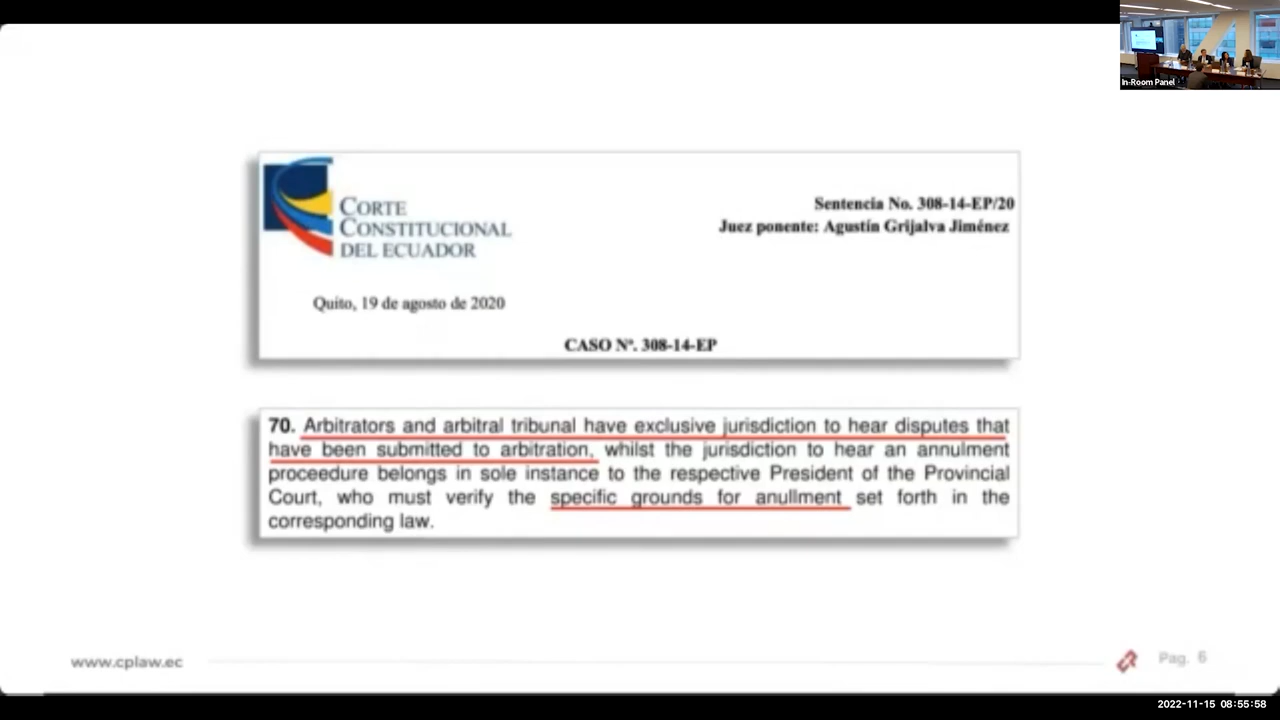 In-Room Panel
CORTE
CONSTITUCIONAL
DEL ECUADOR
Sentencia No. 308-14-EP/20
Juez ponente: Agustín Grijalva Jiménez
Quito, 19 de agosto de 2020
CASO Nº. 308-14-EP
70. Arbitrators and arbitral tribunal have exclusive jurisdiction to hear disputes that
have been submitted to arbitration, whilst the jurisdiction to hear an annulment
proceedure belongs in sole instance to the respective President of the Provincial
Court, who must verify the specific grounds for anullment set forth in the
corresponding law.
www.cplaw.ec
Pag. 6
2022-11-15 08:55:58